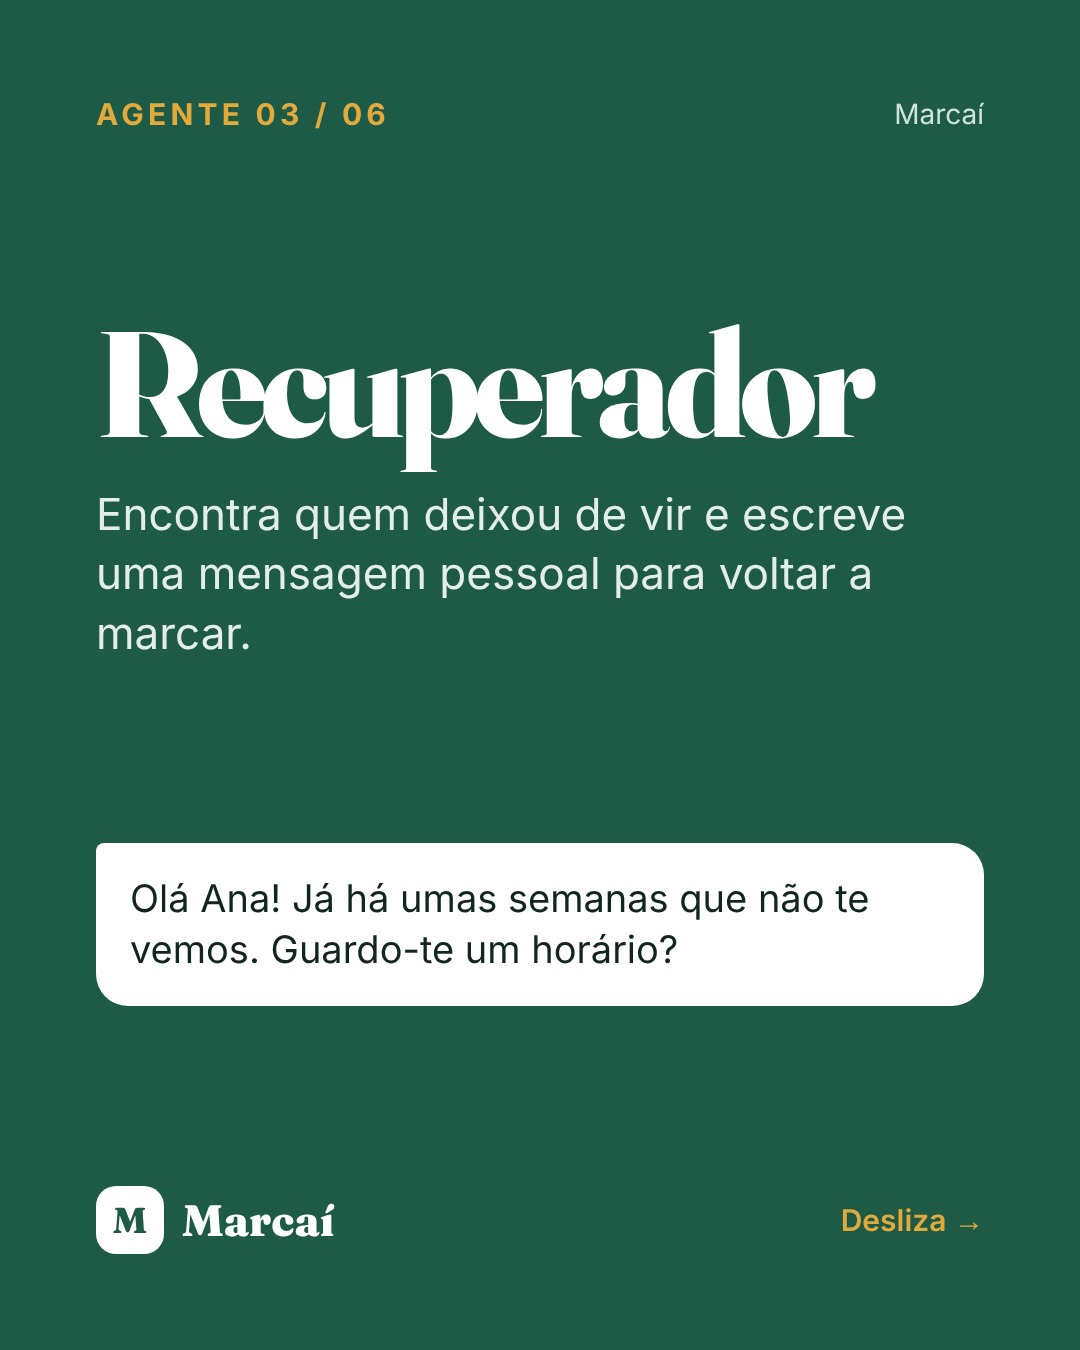 AGENTE 03 / 06
Marcaí
Recuperador
Encontra quem deixou de vir e escreve
uma mensagem pessoal para voltar a
marcar.
Olá Ana! Já há umas semanas que não te
vemos. Guardo-te um horário?
M Marcaí
Desliza →